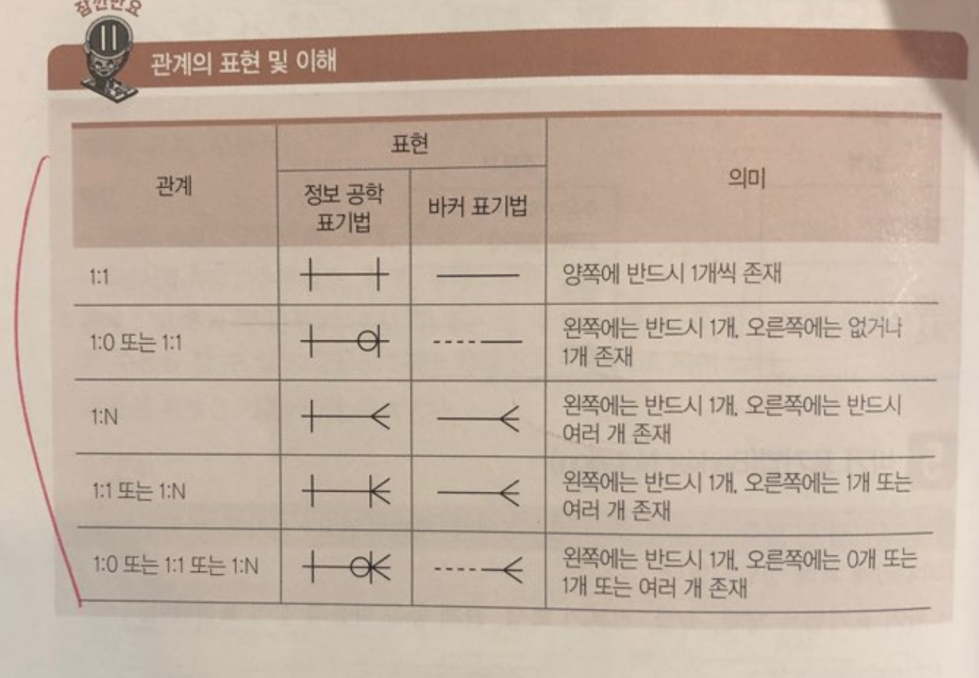 잠깐만요
관계의 표현 및 이해
관계
표현
의미
정보 공학
표기법
바커 표기법
1:1
양쪽에 반드시 1개씩 존재
1:0 또는 1:1
왼쪽에는 반드시 1개, 오른쪽에는 없거나
1개 존재
1:N
왼쪽에는 반드시 1개, 오른쪽에는 반드시
여러 개 존재
1:1 또는 1:N
왼쪽에는 반드시 1개, 오른쪽에는 1개 또는
여러 개 존재
1:0 또는 1:1 또는 1:N
왼쪽에는 반드시 1개, 오른쪽에는 0개 또는
1개 또는 여러 개 존재